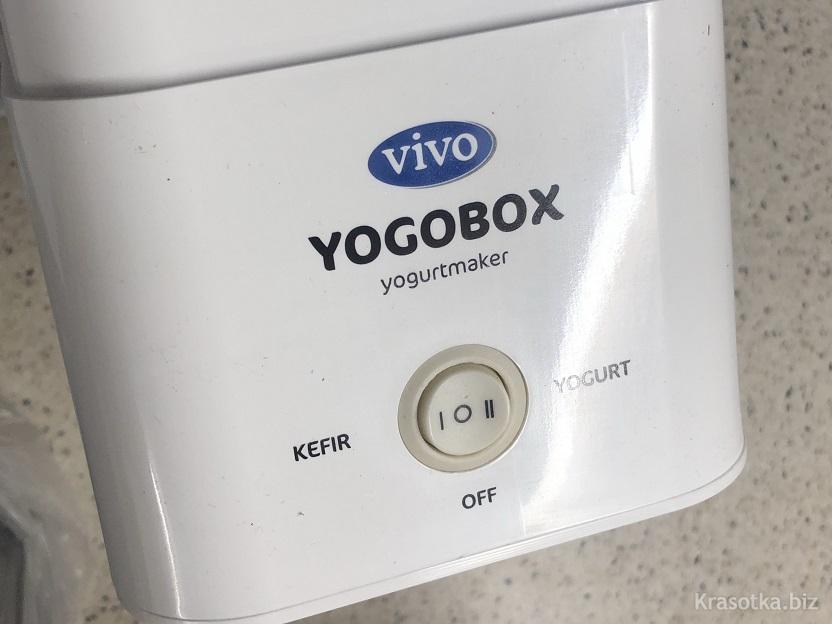 vivo
YOGOBOX
yogurtmaker
I O II
YOGURT
KEFIR
OFF
Krasotka.biz